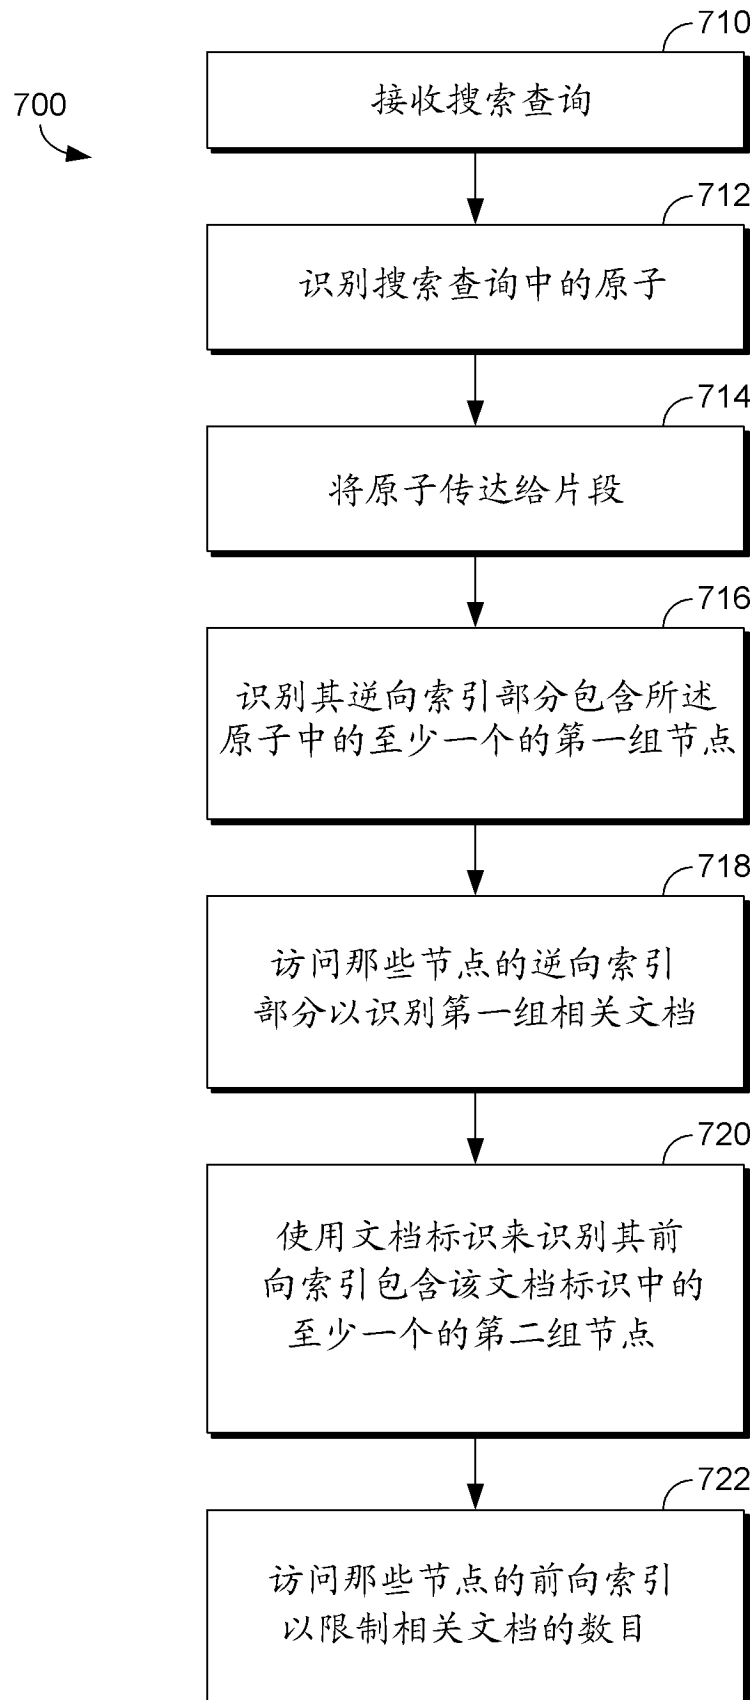 710
700
接收搜索查询
712
识别搜索查询中的原子
714
将原子传达给片段
716
识别其逆向索引部分包含所述
原子中的至少一个的第一组节点
718
访问那些节点的逆向索引
部分以识别第一组相关文档
720
使用文档标识来识别其前
向索引包含该文档标识中的
至少一个的第二组节点
722
访问那些节点的前向索引
以限制相关文档的数目